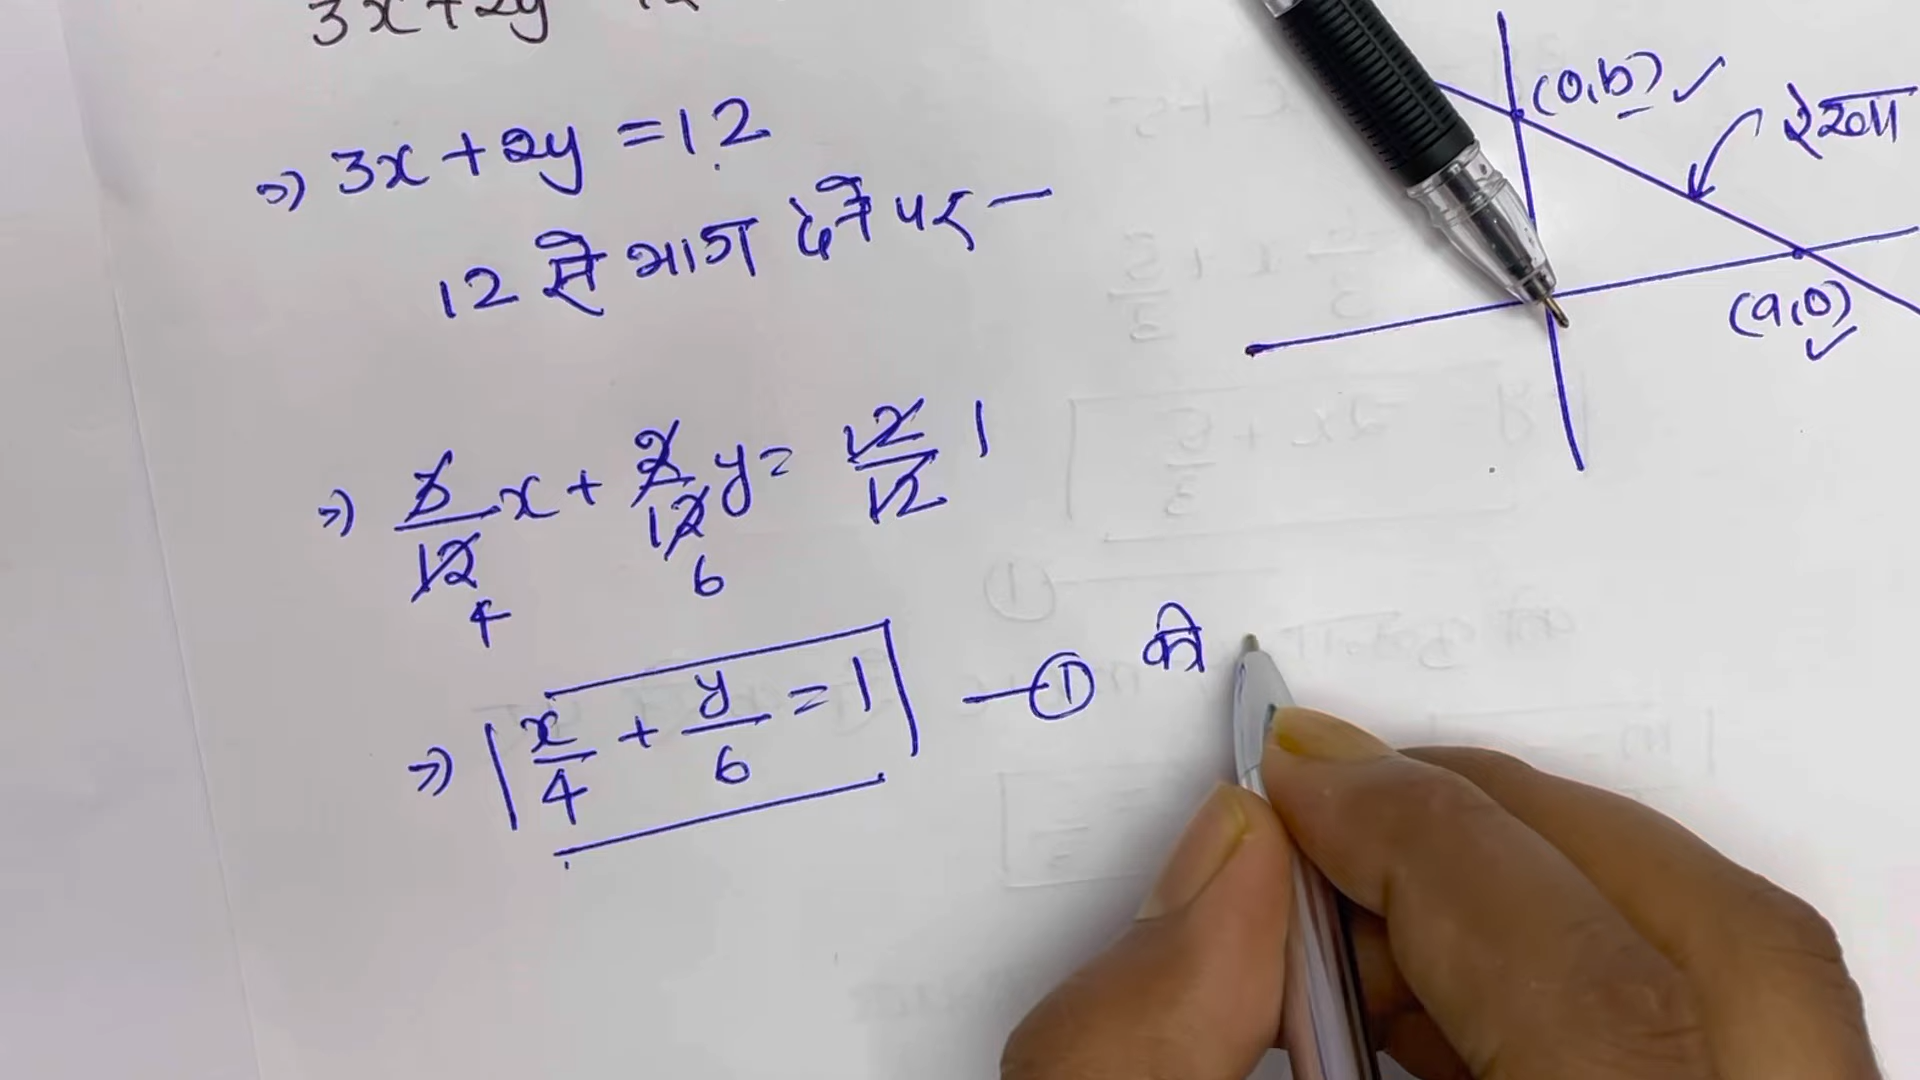 3x+2y
⇒ 3x+2y=12
12 से भाग देने पर —
⇒ 3/12 x + 2/12 y = 12/12 1
4 6
⇒ x/4 + y/6 = 1 — ① को
(0,b) ✓
रेखा
(a,0) ✓